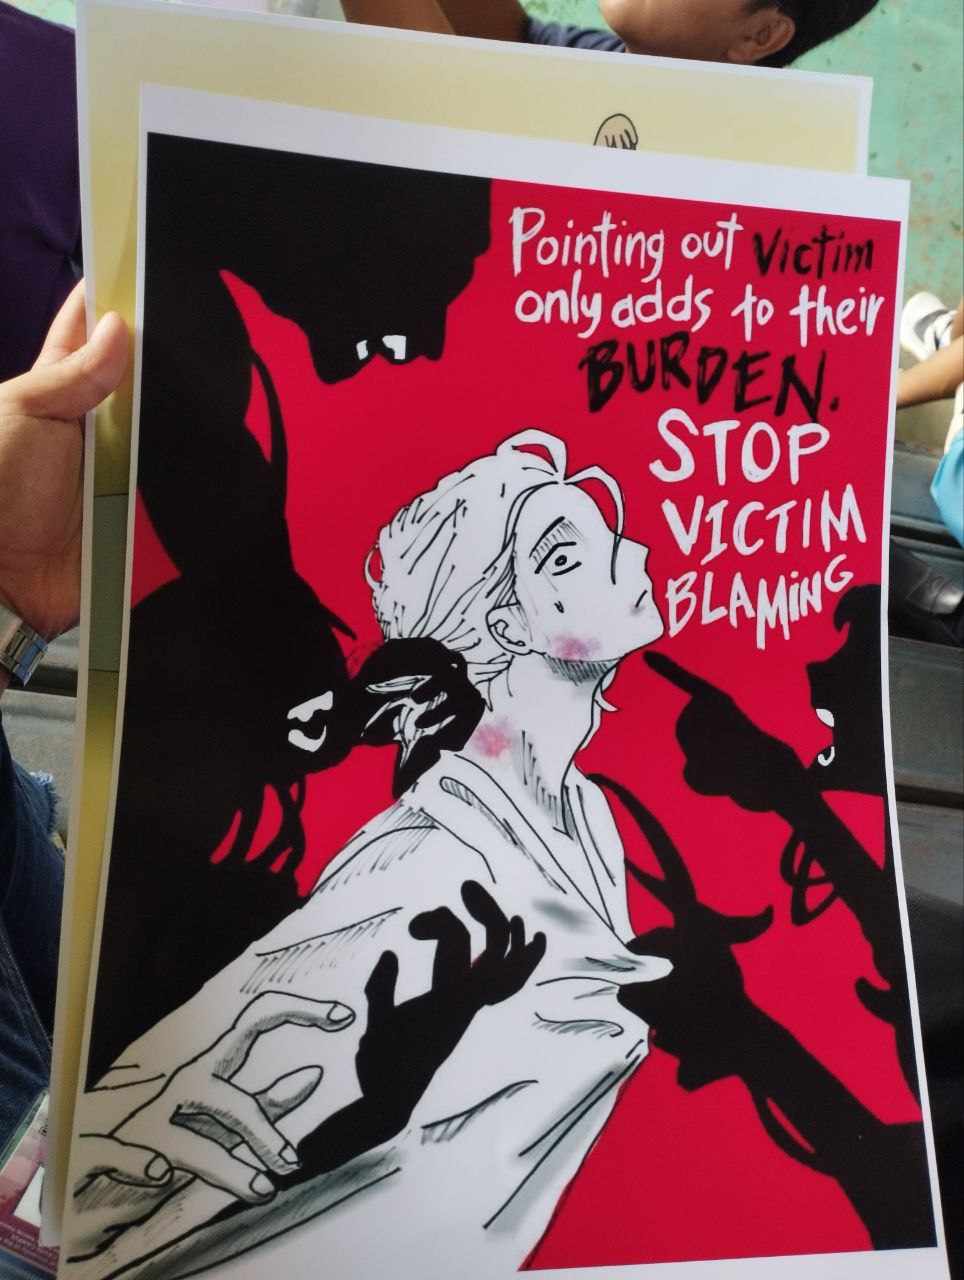 Pointing out Victim
only adds to their
BURDEN.
STOP
VICTIM
BLAMING